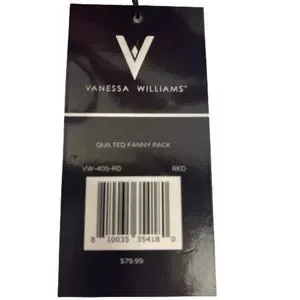 VANESSA WILLIAMS™
QUILTED FANNY PACK
VW-405-RD RED
8 10035 35418 0
$79.99